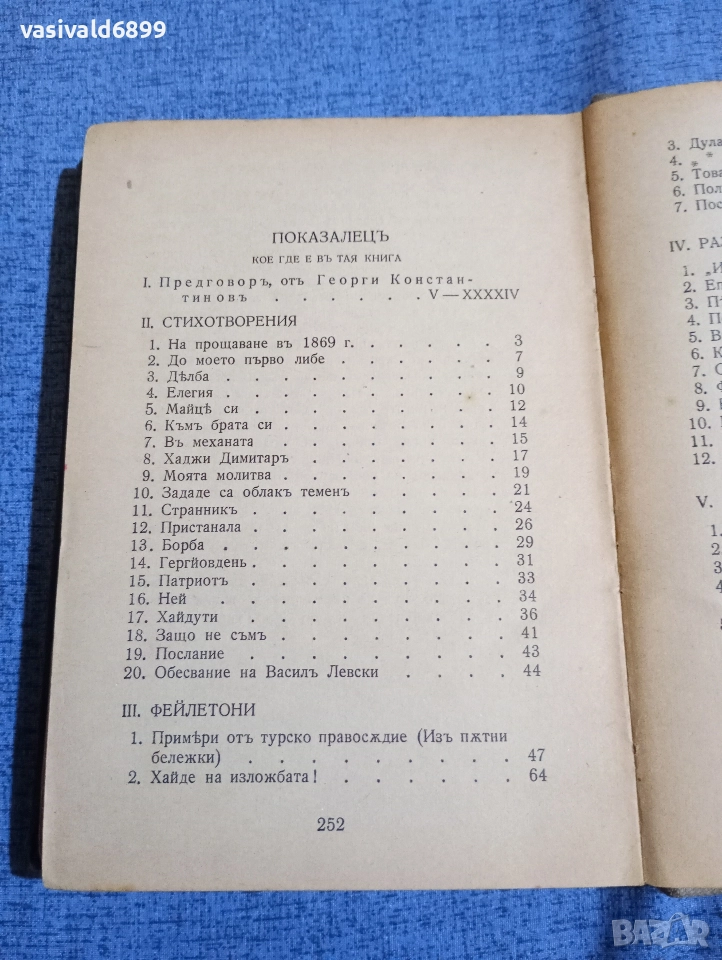 vasivald6899
ПОКАЗАЛЕЦЪ
КОЕ ГДЕ Е ВЪ ТАЯ КНИГА
I. Предговоръ, отъ Георги Констан-
тиновъ . . . . . . V — XXXXIV
II. СТИХОТВОРЕНИЯ
1. На прощаване въ 1869 г. . . . . . 3
2. До моето първо либе . . . . . . 7
3. Дѣлба . . . . . . . . . 9
4. Елегия . . . . . . . . . 10
5. Майцѣ си . . . . . . . . 12
6. Къмъ брата си . . . . . . . 14
7. Въ механата . . . . . . . 15
8. Хаджи Димитаръ . . . . . . 17
9. Моята молитва . . . . . . . 19
10. Зададе са облакъ теменъ . . . . . 21
11. Странникъ . . . . . . . . 24
12. Пристанала . . . . . . . . 26
13. Борба . . . . . . . . . 29
14. Гергйовдень . . . . . . . . 31
15. Патриотъ . . . . . . . . 33
16. Ней . . . . . . . . . 34
17. Хайдути . . . . . . . . 36
18. Защо не съмъ . . . . . . . 41
19. Послание . . . . . . . . 43
20. Обесвание на Василъ Левски . . . . 44
III. ФЕЙЛЕТОНИ
1. Примѣри отъ турско правосѫдие (Изъ пѫтни
бележки) . . . . . . . . 47
2. Хайде на изложбата! . . . . . . 64
252
3.
4. „ "
5.
6.
7.
IV.
1.
2.
3.
4.
5.
6.
7.
8.
9.
10.
11.
12.
V.
1.
2
3
4
5
BAZAR